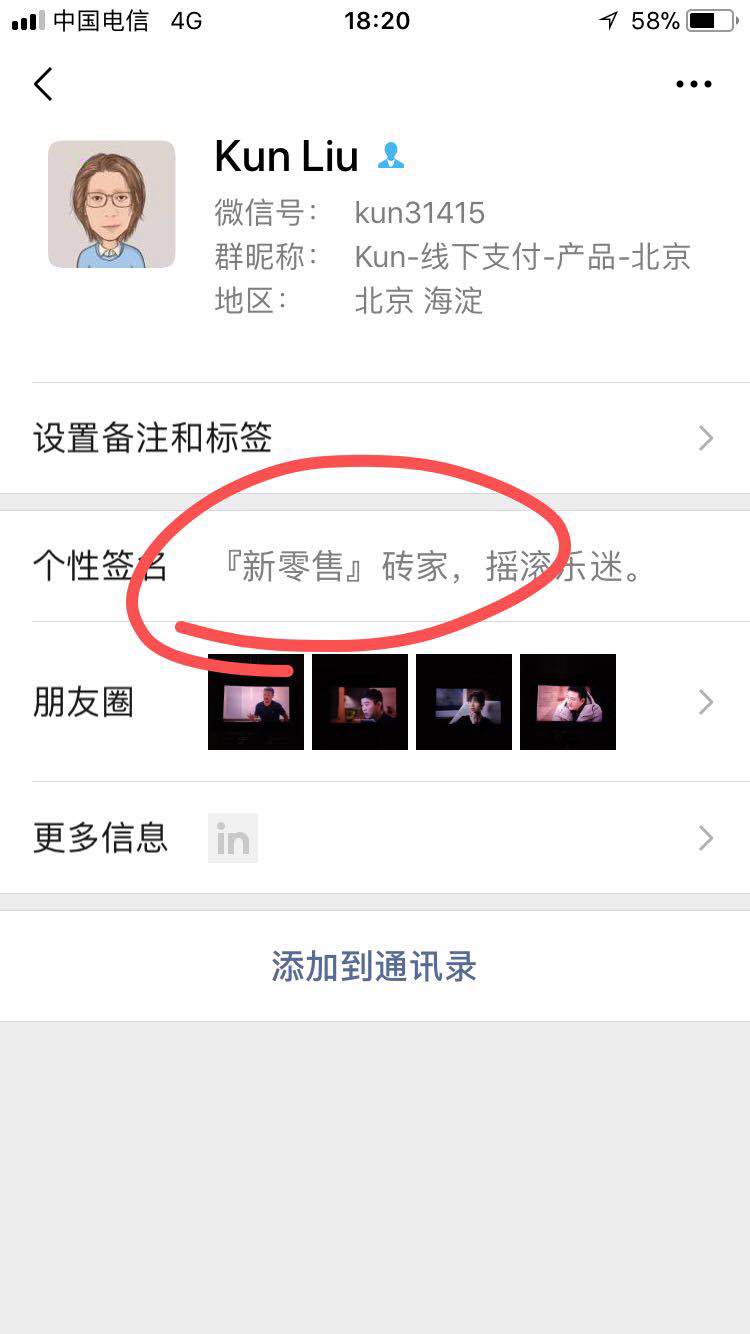 中国电信 4G 18:20 58%
Kun Liu
微信号： kun31415
群昵称： Kun-线下支付-产品-北京
地区： 北京 海淀
设置备注和标签
个性签名 『新零售』砖家，摇滚乐迷。
朋友圈
更多信息 in
添加到通讯录